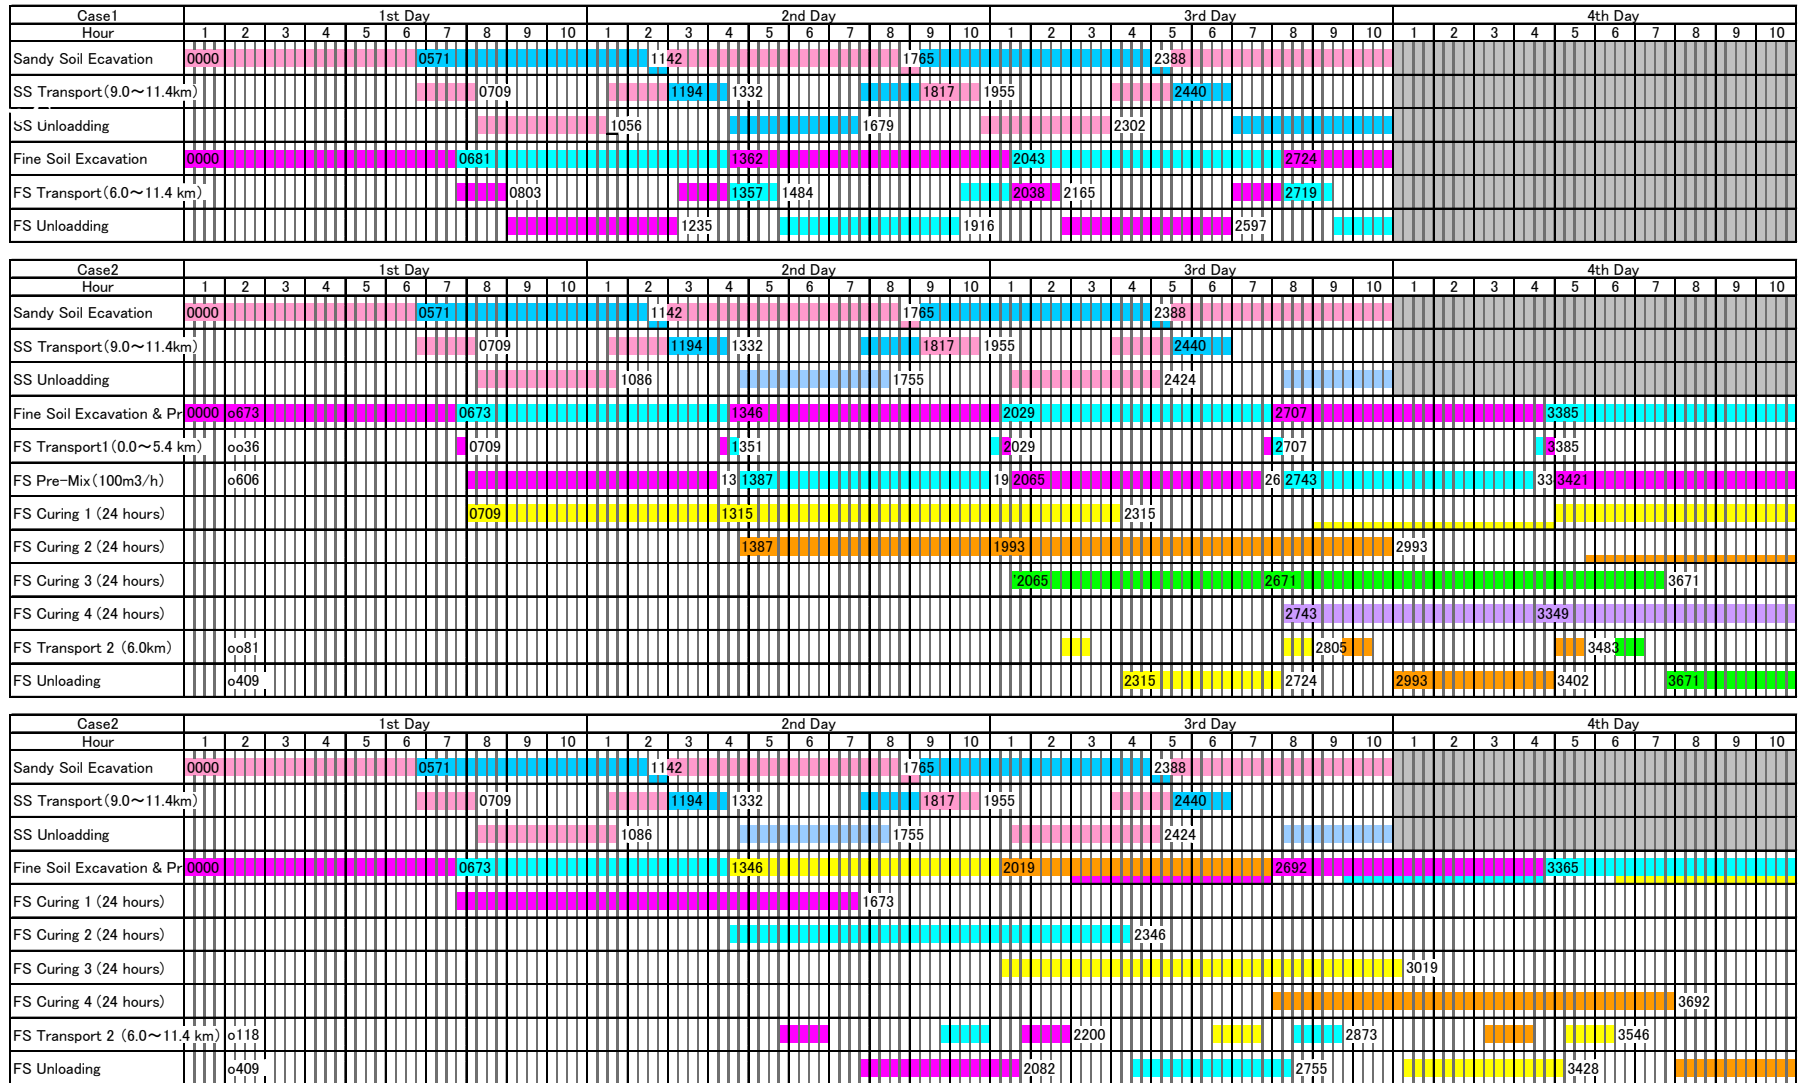 Case1 1st Day 2nd Day 3rd Day 4th Day
Hour 1 2 3 4 5 6 7 8 9 10 1 2 3 4 5 6 7 8 9 10 1 2 3 4 5 6 7 8 9 10 1 2 3 4 5 6 7 8 9 10
Sandy Soil Ecavation 0000 0571 1142 1765 2388
SS Transport(9.0～11.4km) 0709 1194 1332 1817 1955 2440
SS Unloadding 1056 1679 2302
Fine Soil Excavation 0000 0681 1362 2043 2724
FS Transport(6.0～11.4 km) 0803 1357 1484 2038 2165 2719
FS Unloadding 1235 1916 2597
Case2 1st Day 2nd Day 3rd Day 4th Day
Hour 1 2 3 4 5 6 7 8 9 10 1 2 3 4 5 6 7 8 9 10 1 2 3 4 5 6 7 8 9 10 1 2 3 4 5 6 7 8 9 10
Sandy Soil Ecavation 0000 0571 1142 1765 2388
SS Transport(9.0～11.4km) 0709 1194 1332 1817 1955 2440
SS Unloadding 1086 1755 2424
Fine Soil Excavation & Pr 0000 o673 0673 1346 2029 2707 3385
FS Transport1(0.0～5.4 km) oo36 0709 1351 2029 2707 3385
FS Pre-Mix(100m3/h) o606 13 1387 19 2065 26 2743 33 3421
FS Curing 1 (24 hours) 0709 1315 2315
FS Curing 2 (24 hours) 1387 1993 2993
FS Curing 3 (24 hours) '2065 2671 3671
FS Curing 4 (24 hours) 2743 3349
FS Transport 2 (6.0km) oo81 2805 3483
FS Unloading o409 2315 2724 2993 3402 3671
Case2 1st Day 2nd Day 3rd Day 4th Day
Hour 1 2 3 4 5 6 7 8 9 10 1 2 3 4 5 6 7 8 9 10 1 2 3 4 5 6 7 8 9 10 1 2 3 4 5 6 7 8 9 10
Sandy Soil Ecavation 0000 0571 1142 1765 2388
SS Transport(9.0～11.4km) 0709 1194 1332 1817 1955 2440
SS Unloadding 1086 1755 2424
Fine Soil Excavation & Pr 0000 0673 1346 2019 2692 3365
FS Curing 1 (24 hours) 1673
FS Curing 2 (24 hours) 2346
FS Curing 3 (24 hours) 3019
FS Curing 4 (24 hours) 3692
FS Transport 2 (6.0～11.4 km) o118 2200 2873 3546
FS Unloading o409 2082 2755 3428